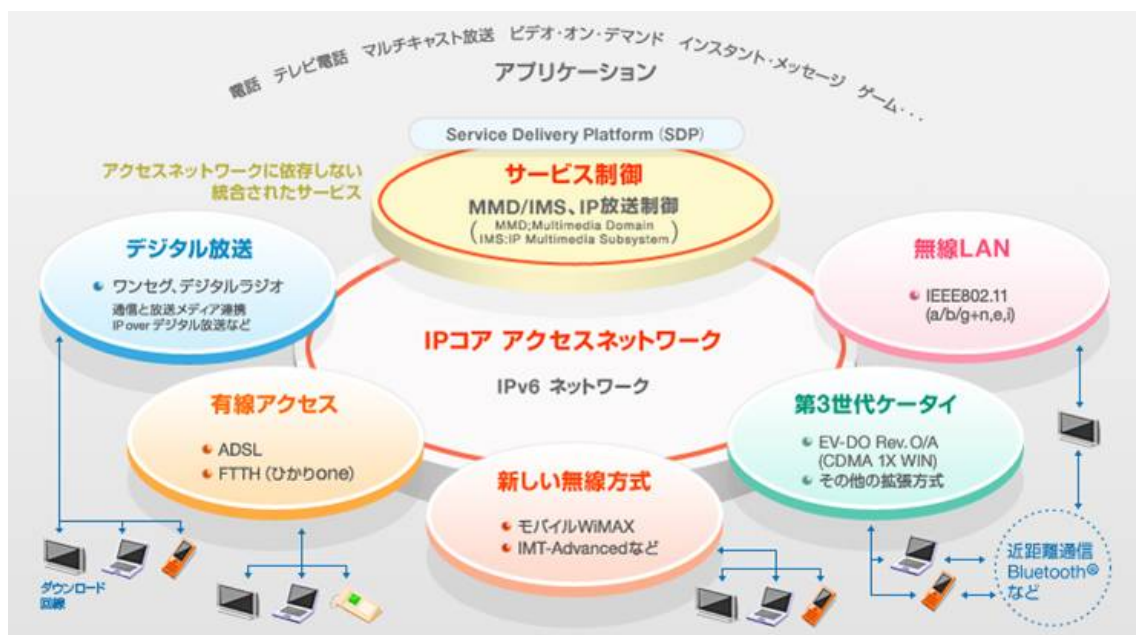 電話 テレビ電話 マルチキャスト放送 ビデオ・オン・デマンド インスタント・メッセージ ゲーム・・・
アプリケーション
Service Delivery Platform (SDP)
アクセスネットワークに依存しない
統合されたサービス
サービス制御
MMD/IMS、IP放送制御
(MMD;Multimedia Domain
IMS:IP Multimedia Subsystem)
デジタル放送
• ワンセグ、デジタルラジオ
通信と放送メディア連携
IP over デジタル放送など
無線LAN
• IEEE802.11
(a/b/g+n,e,i)
IPコア アクセスネットワーク
IPv6 ネットワーク
有線アクセス
• ADSL
• FTTH (ひかりone)
第3世代ケータイ
• EV-DO Rev. O/A
(CDMA 1X WIN)
• その他の拡張方式
新しい無線方式
• モバイルWiMAX
• IMT-Advancedなど
ダウンロード
回線
近距離通信
Bluetooth®
など